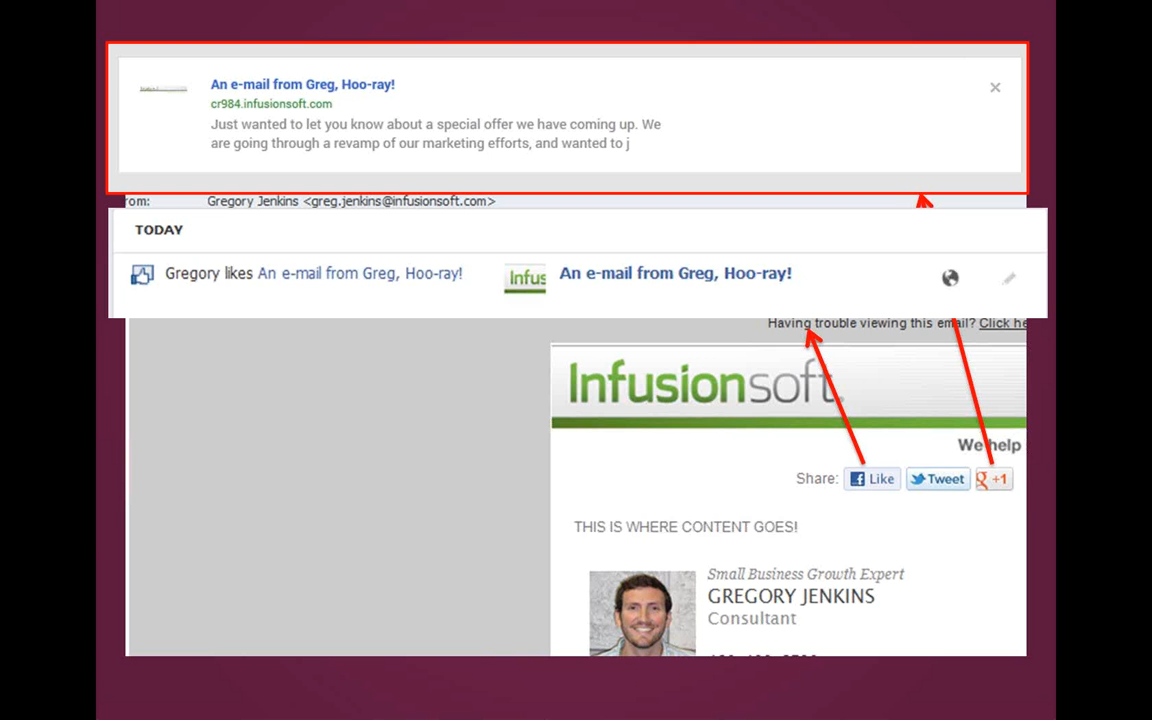 An e-mail from Greg, Hoo-ray!
cr984.infusionsoft.com
Just wanted to let you know about a special offer we have coming up. We
are going through a revamp of our marketing efforts, and wanted to j
rom: Gregory Jenkins <greg.jenkins@infusionsoft.com>
TODAY
Gregory likes An e-mail from Greg, Hoo-ray! Infus An e-mail from Greg, Hoo-ray!
Having trouble viewing this email? Click he
Infusionsoft
We help
Share: Like Tweet +1
THIS IS WHERE CONTENT GOES!
Small Business Growth Expert
GREGORY JENKINS
Consultant